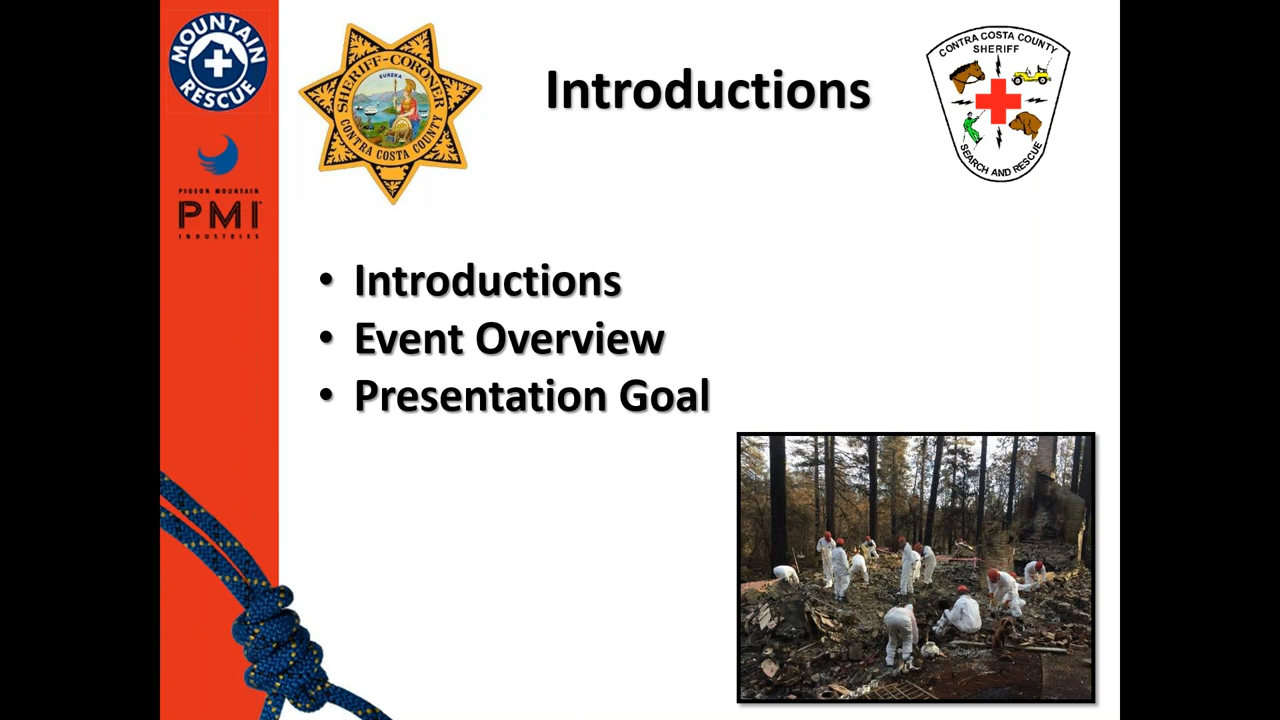 MOUNTAIN
RESCUE
PIGEON MOUNTAIN
PMI
INDUSTRIES
SHERIFF-CORONER
EUREKA
CONTRA COSTA COUNTY
Introductions
CONTRA COSTA COUNTY
SHERIFF
SEARCH AND RESCUE
• Introductions
• Event Overview
• Presentation Goal